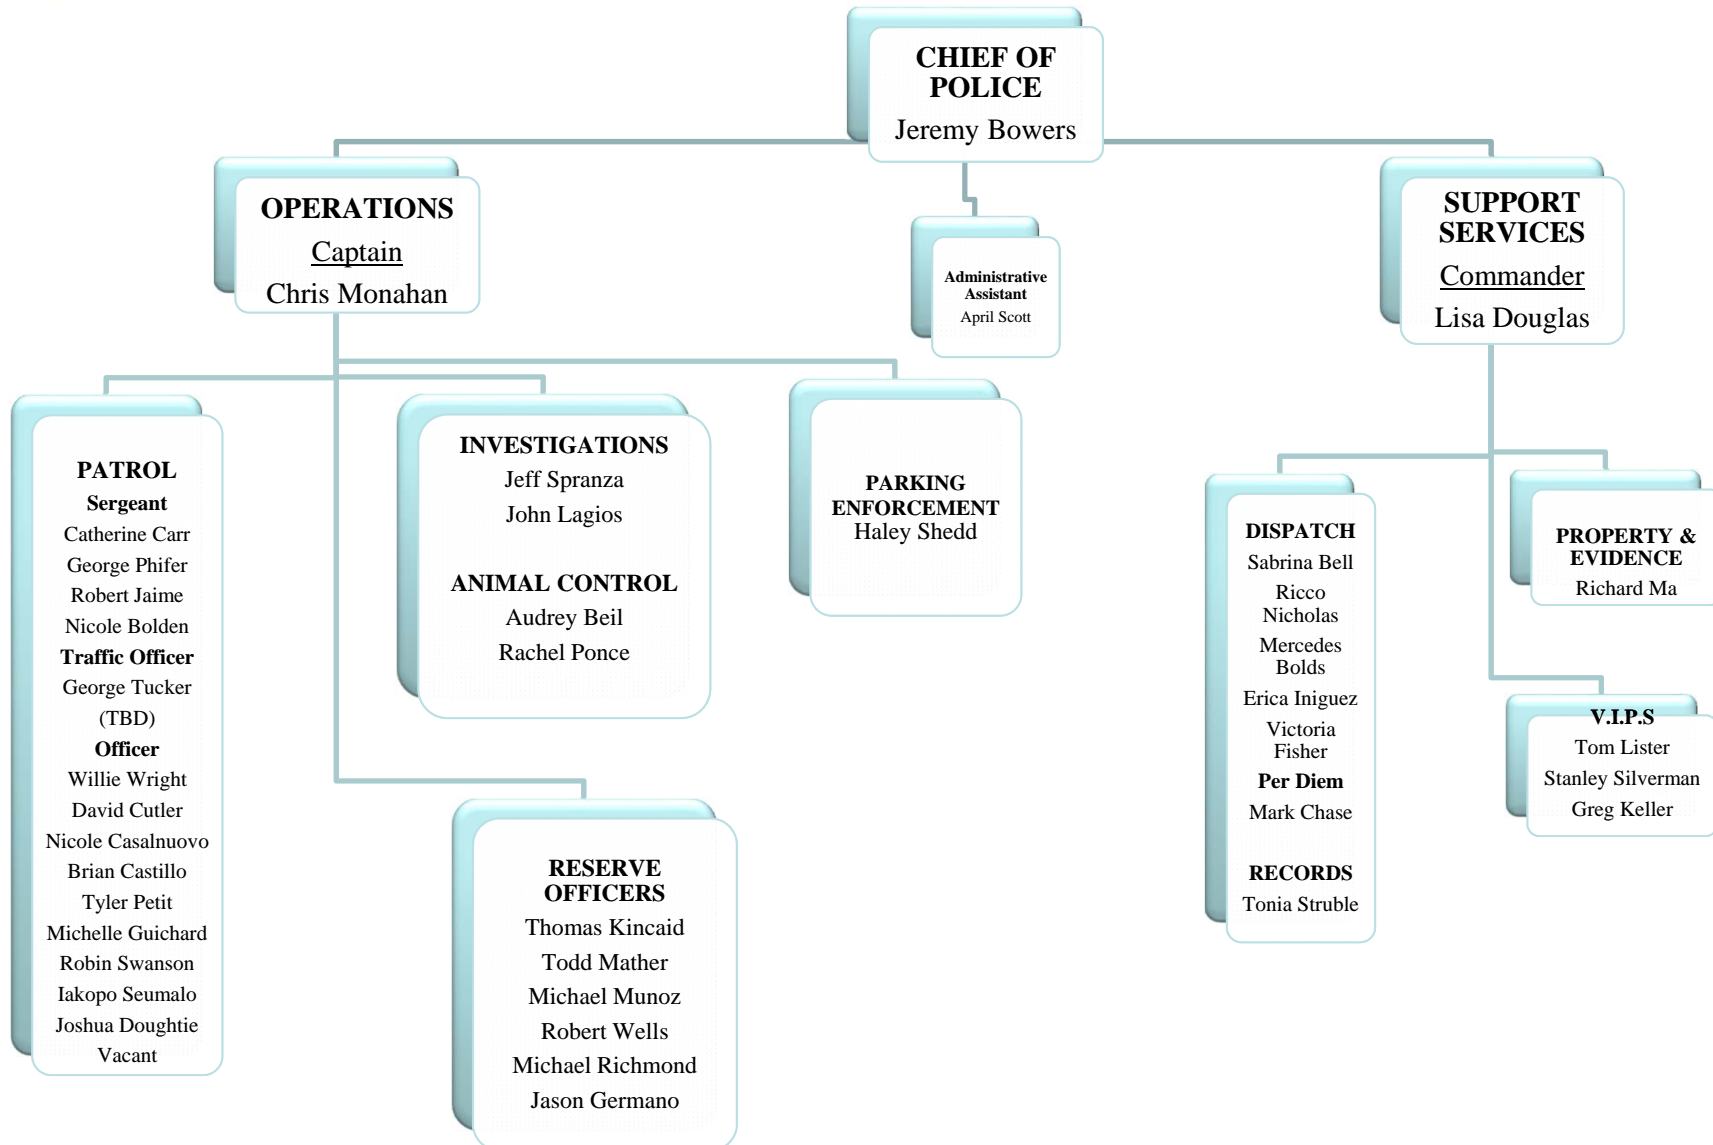 CHIEF OF
POLICE
Jeremy Bowers
OPERATIONS
Captain
Chris Monahan
Administrative
Assistant
April Scott
SUPPORT
SERVICES
Commander
Lisa Douglas
PATROL
Sergeant
Catherine Carr
George Phifer
Robert Jaime
Nicole Bolden
Traffic Officer
George Tucker
(TBD)
Officer
Willie Wright
David Cutler
Nicole Casalnuovo
Brian Castillo
Tyler Petit
Michelle Guichard
Robin Swanson
Iakopo Seumalo
Joshua Doughtie
Vacant
INVESTIGATIONS
Jeff Spranza
John Lagios
ANIMAL CONTROL
Audrey Beil
Rachel Ponce
PARKING
ENFORCEMENT
Haley Shedd
RESERVE
OFFICERS
Thomas Kincaid
Todd Mather
Michael Munoz
Robert Wells
Michael Richmond
Jason Germano
DISPATCH
Sabrina Bell
Ricco
Nicholas
Mercedes
Bolds
Erica Iniguez
Victoria
Fisher
Per Diem
Mark Chase
RECORDS
Tonia Struble
PROPERTY &
EVIDENCE
Richard Ma
V.I.P.S
Tom Lister
Stanley Silverman
Greg Keller